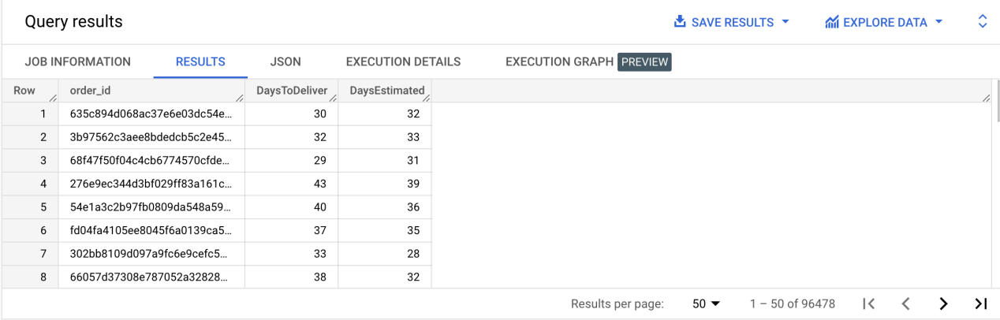 Query results SAVE RESULTS EXPLORE DATA
JOB INFORMATION RESULTS JSON EXECUTION DETAILS EXECUTION GRAPH PREVIEW
Row order_id DaysToDeliver DaysEstimated
1 635c894d068ac37e6e03dc54e... 30 32
2 3b97562c3aee8bdedcb5c2e45... 32 33
3 68f47f50f04c4cb6774570cfde... 29 31
4 276e9ec344d3bf029ff83a161c... 43 39
5 54e1a3c2b97fb0809da548a59... 40 36
6 fd04fa4105ee8045f6a0139ca5... 37 35
7 302bb8109d097a9fc6e9cefc5... 33 28
8 66057d37308e787052a32828... 38 32
Results per page: 50 1 – 50 of 96478